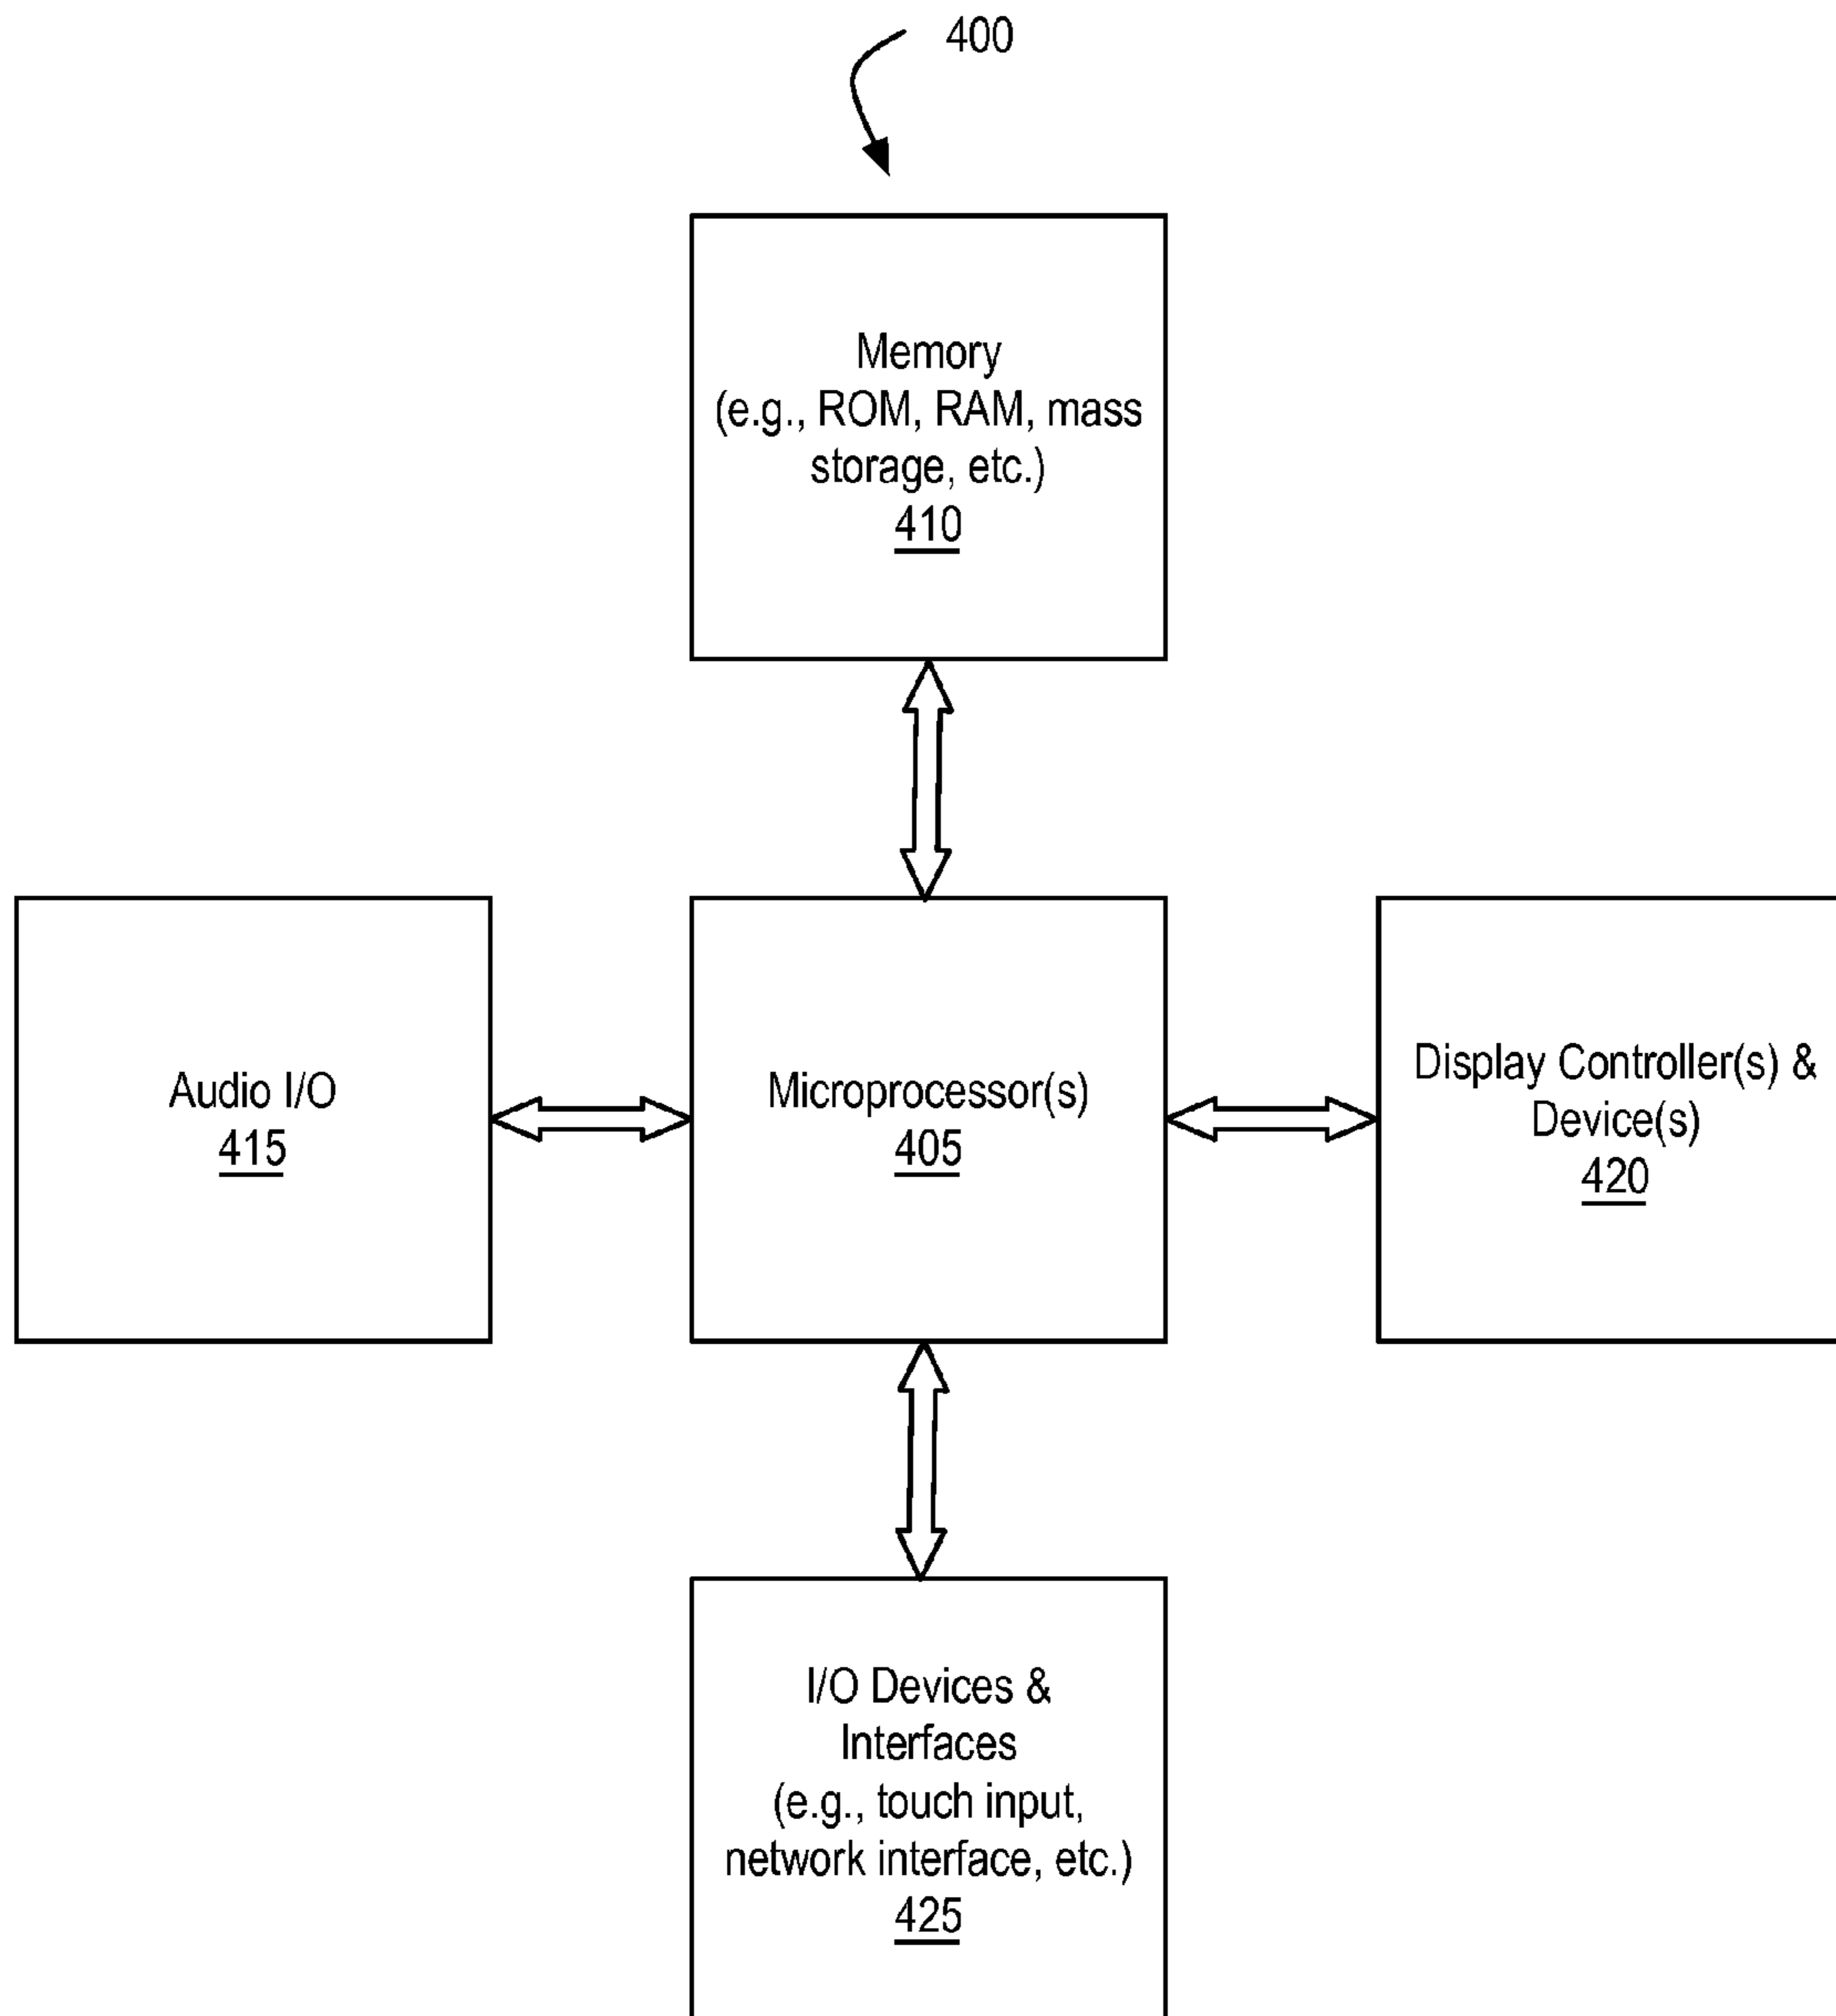 400
Memory
(e.g., ROM, RAM, mass
storage, etc.)
410
Audio I/O
415
Microprocessor(s)
405
Display Controller(s) &
Device(s)
420
I/O Devices &
Interfaces
(e.g., touch input,
network interface, etc.)
425